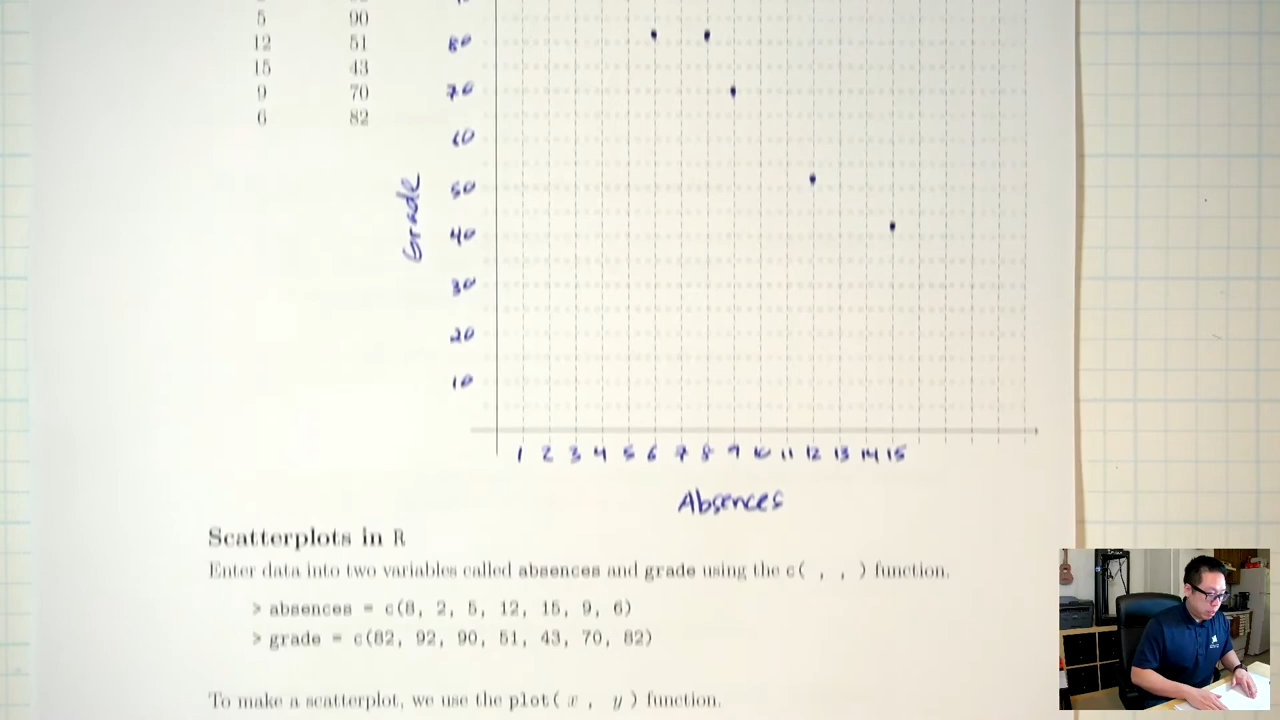 5 90
12 51
15 43
9 70
6 82
80
70
60
50
40
30
20
10
Grade
1 2 3 4 5 6 7 8 9 10 11 12 13 14 15
Absences
Scatterplots in R
Enter data into two variables called absences and grade using the c( , , ) function.
> absences = c(8, 2, 5, 12, 15, 9, 6)
> grade = c(82, 92, 90, 51, 43, 70, 82)
To make a scatterplot, we use the plot( x , y ) function.